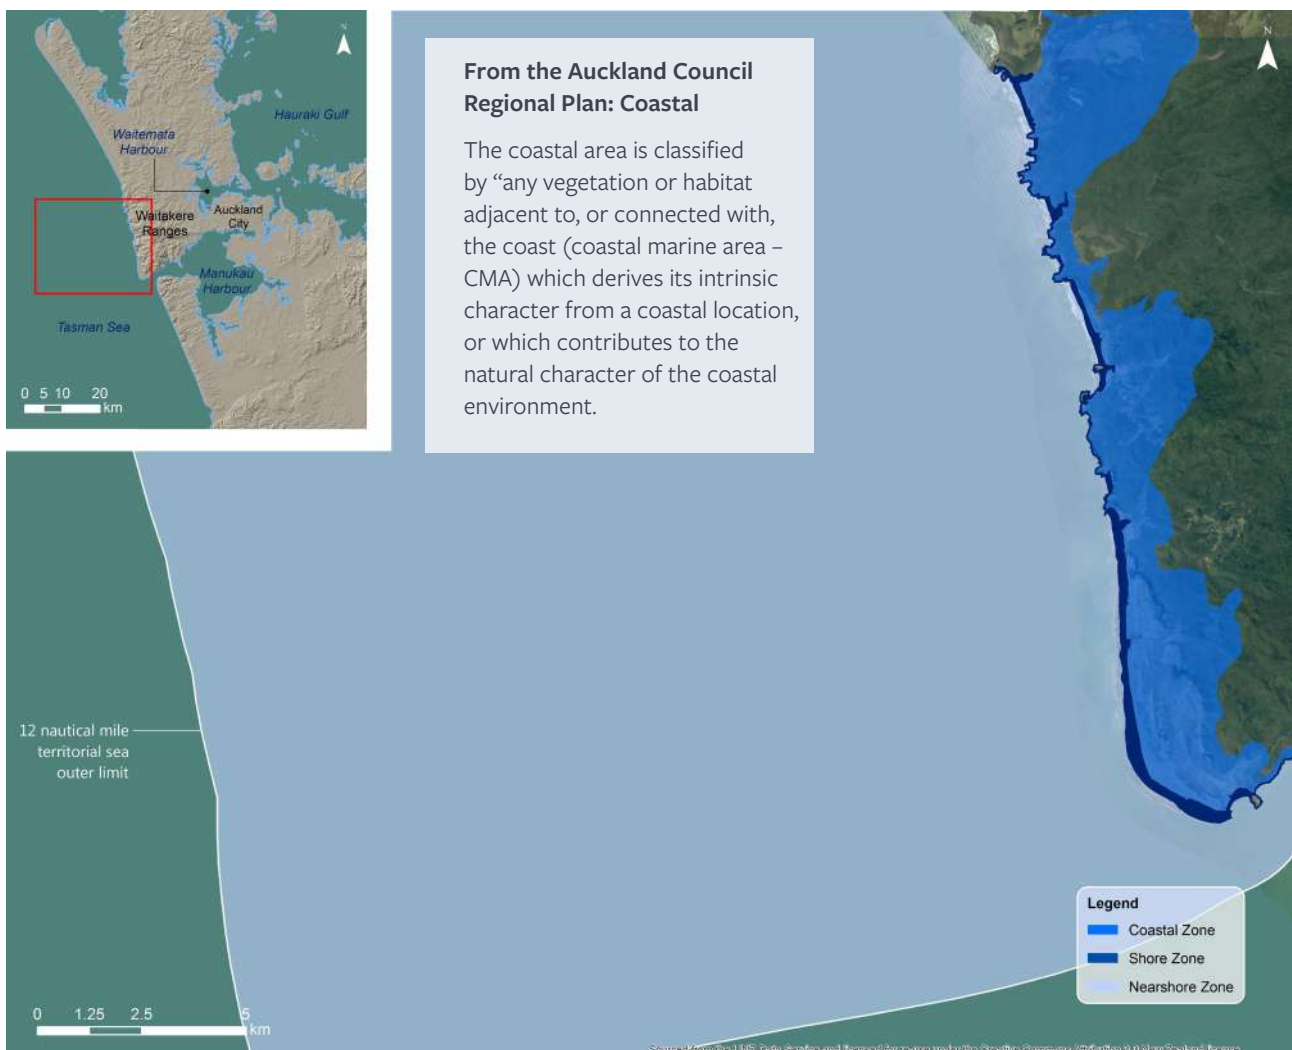 N
Hauraki Gulf
Waitemata
Harbour
Waitakere
Ranges
Auckland
City
Manukau
Harbour
Tasman Sea
0 5 10 20
km
From the Auckland Council
Regional Plan: Coastal
The coastal area is classified
by “any vegetation or habitat
adjacent to, or connected with,
the coast (coastal marine area –
CMA) which derives its intrinsic
character from a coastal location,
or which contributes to the
natural character of the coastal
environment.
N
12 nautical mile
territorial sea
outer limit
Legend
Coastal Zone
Shore Zone
Nearshore Zone
0 1.25 2.5 5
km